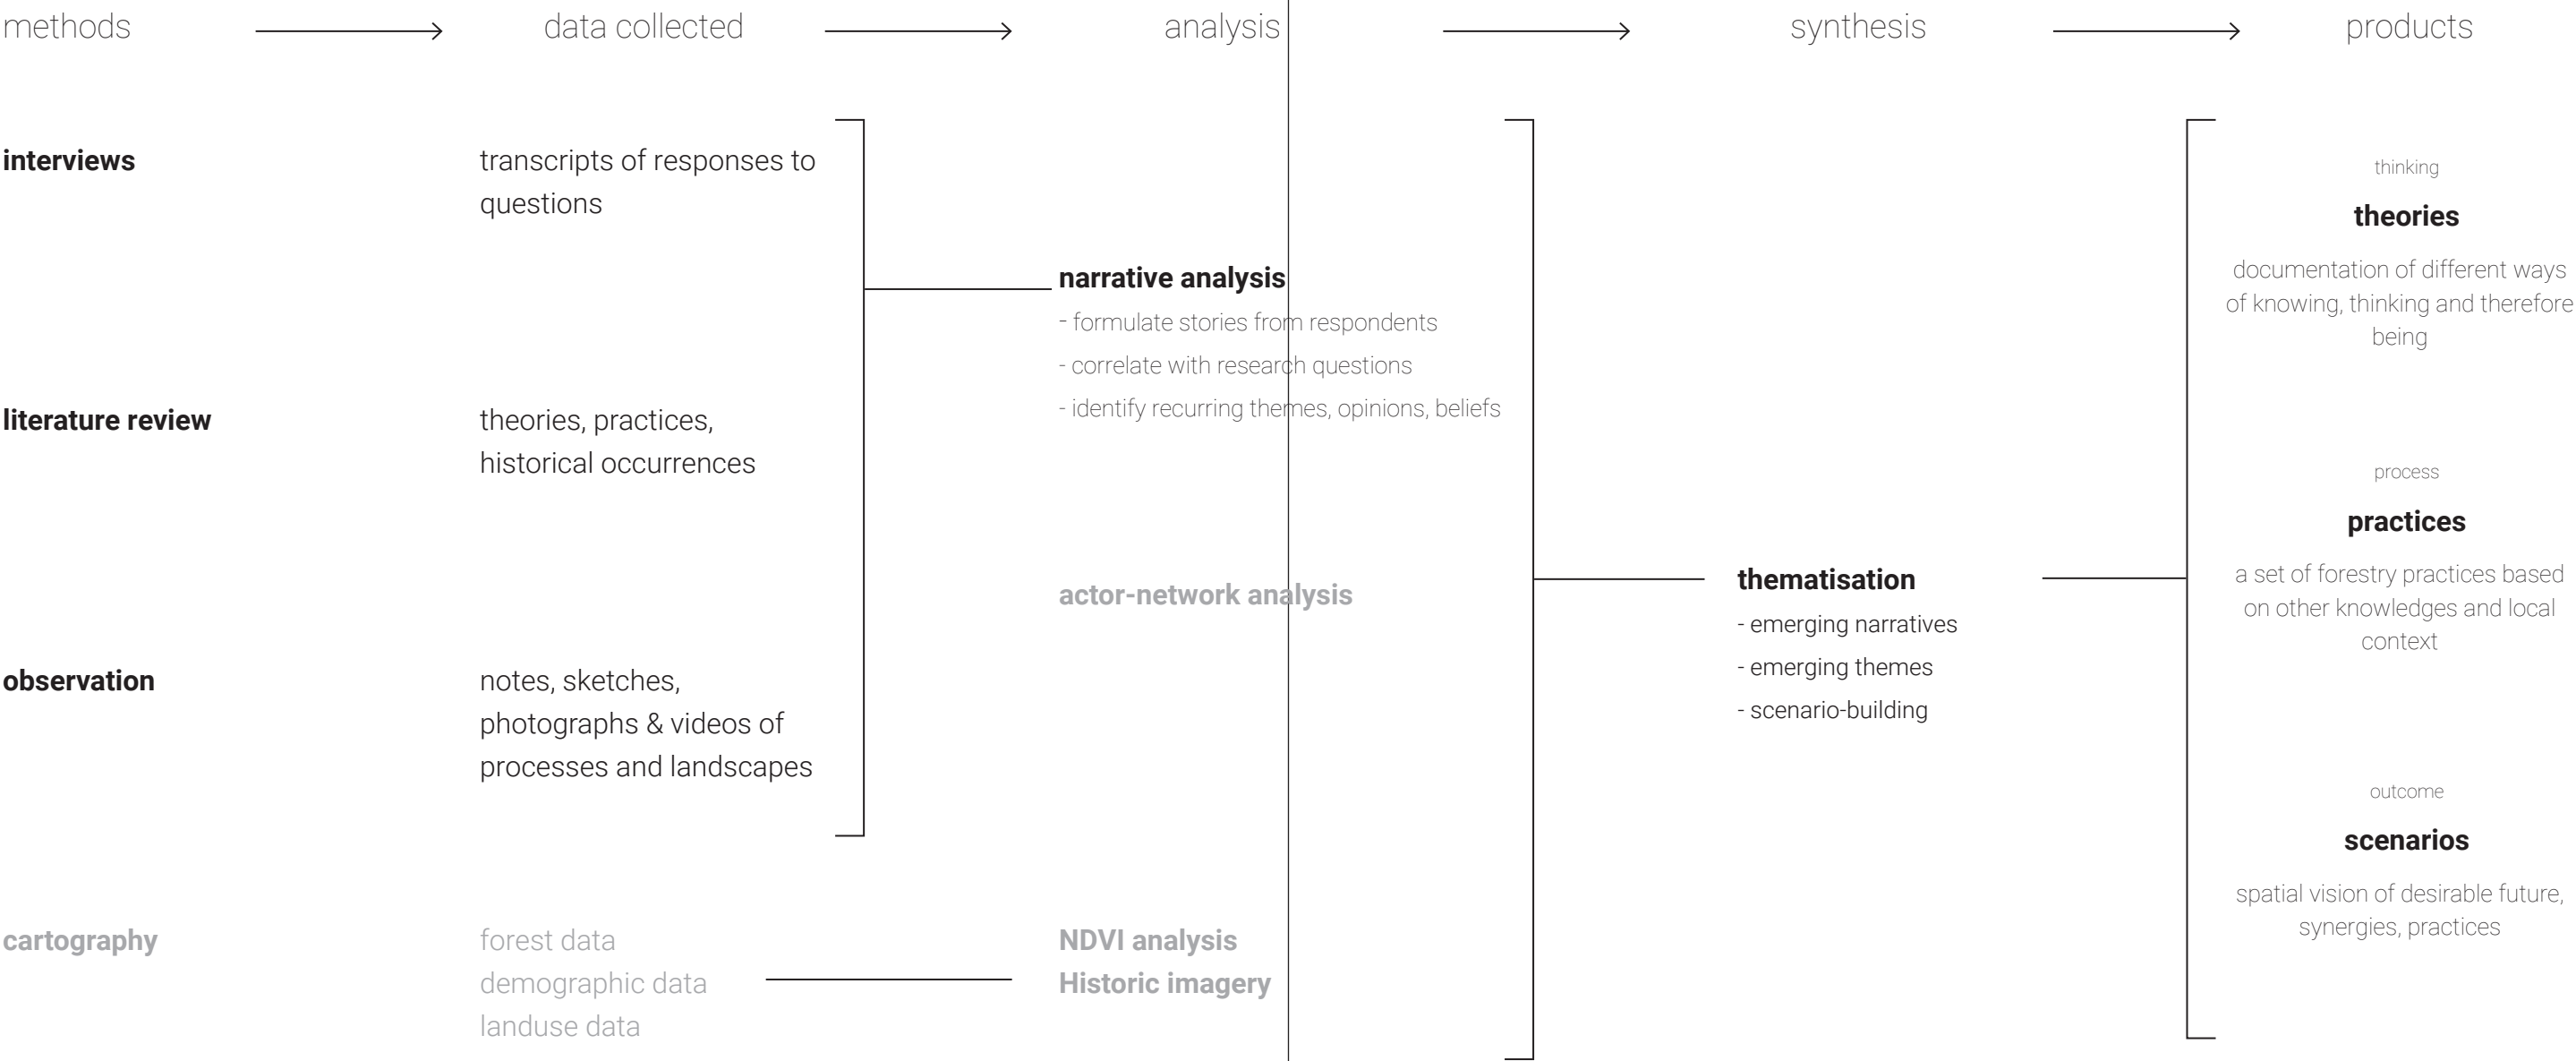 methods
data collected
analysis
synthesis
products
interviews
transcripts of responses to
questions
literature review
theories, practices,
historical occurrences
observation
notes, sketches,
photographs & videos of
processes and landscapes
cartography
forest data
demographic data
landuse data
narrative analysis
- formulate stories from respondents
- correlate with research questions
- identify recurring themes, opinions, beliefs
actor-network analysis
NDVI analysis
Historic imagery
thematisation
- emerging narratives
- emerging themes
- scenario-building
thinking
theories
documentation of different ways
of knowing, thinking and therefore
being
process
practices
a set of forestry practices based
on other knowledges and local
context
outcome
scenarios
spatial vision of desirable future,
synergies, practices